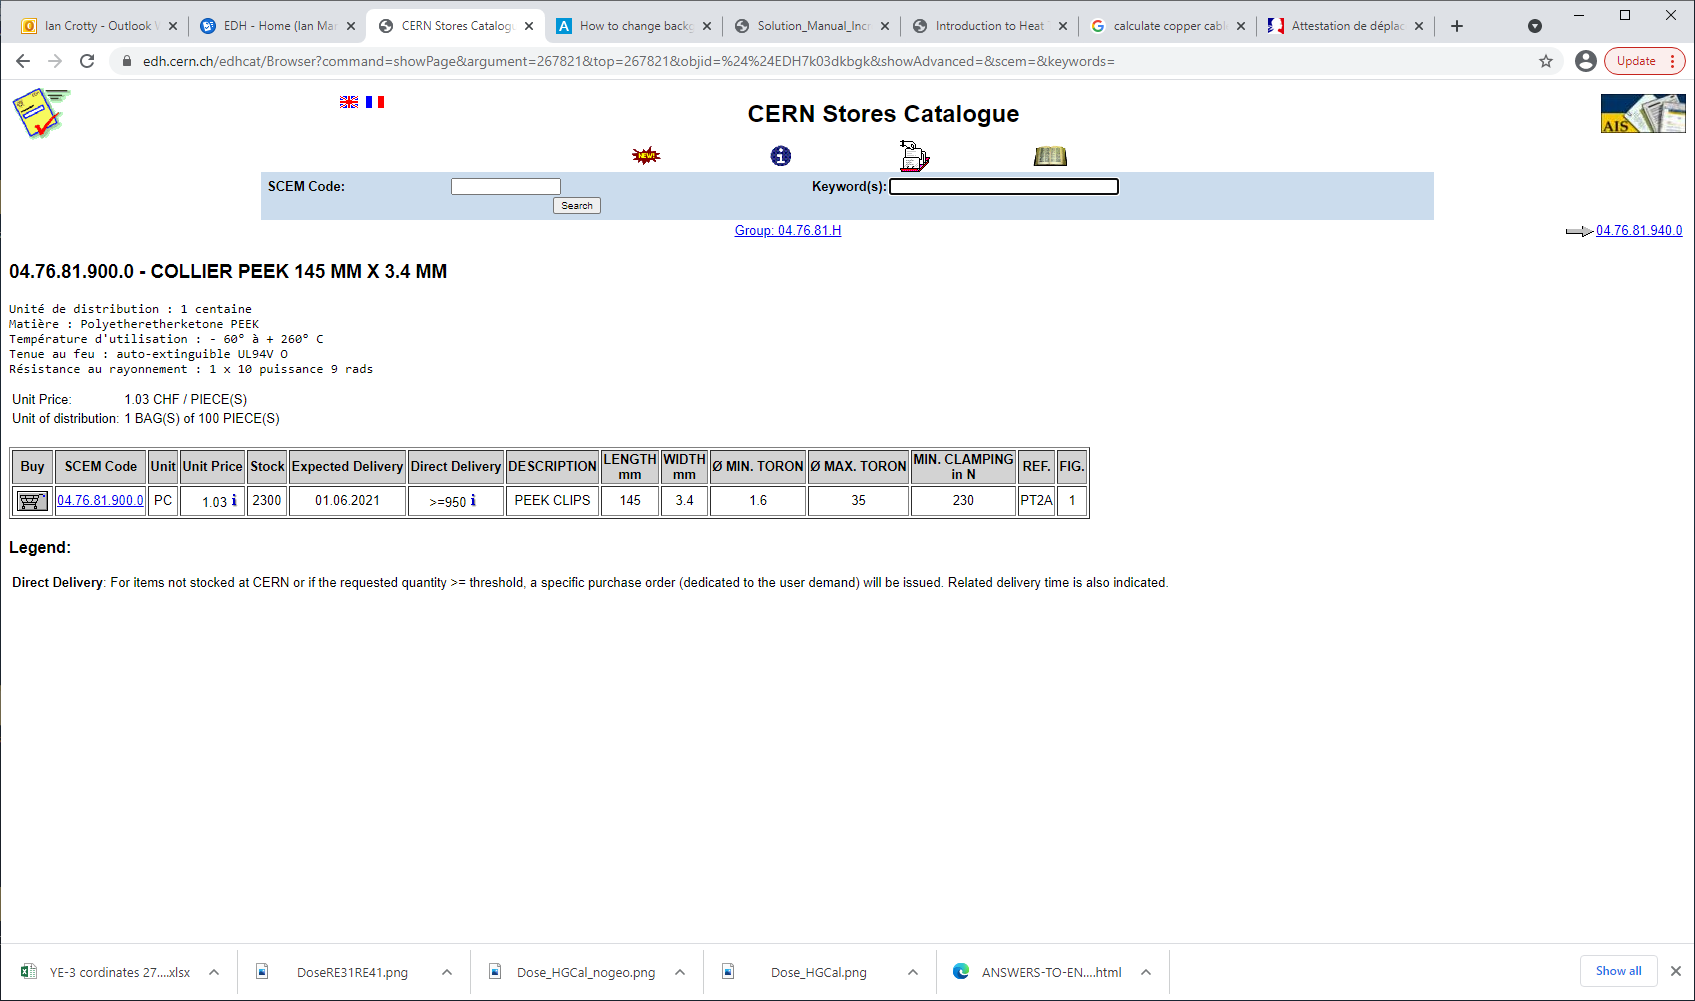 Ian Crotty - Outlook W
EDH - Home (Ian Mar
CERN Stores Catalogu
How to change backg
Solution_Manual_Incr
Introduction to Heat T
calculate copper cable
Attestation de déplac
edh.cern.ch/edhcat/Browser?command=showPage&argument=267821&top=267821&objid=%24%24EDH7k03dkbgk&showAdvanced=&scem=&keywords=
Update
CERN Stores Catalogue
AIS
NEW!
SCEM Code:
Keyword(s):
Search
Group: 04.76.81.H
04.76.81.940.0
04.76.81.900.0 - COLLIER PEEK 145 MM X 3.4 MM
Unité de distribution : 1 centaine
Matière : Polyetheretherketone PEEK
Température d'utilisation : - 60° à + 260° C
Tenue au feu : auto-extinguible UL94V O
Résistance au rayonnement : 1 x 10 puissance 9 rads
Unit Price: 1.03 CHF / PIECE(S)
Unit of distribution: 1 BAG(S) of 100 PIECE(S)
Buy SCEM Code Unit Unit Price Stock Expected Delivery Direct Delivery DESCRIPTION LENGTH mm WIDTH mm Ø MIN. TORON Ø MAX. TORON MIN. CLAMPING in N REF. FIG.
04.76.81.900.0 PC 1.03 2300 01.06.2021 >=950 PEEK CLIPS 145 3.4 1.6 35 230 PT2A 1
Legend:
Direct Delivery: For items not stocked at CERN or if the requested quantity >= threshold, a specific purchase order (dedicated to the user demand) will be issued. Related delivery time is also indicated.
YE-3 cordinates 27....xlsx
DoseRE31RE41.png
Dose_HGCal_nogeo.png
Dose_HGCal.png
ANSWERS-TO-EN....html
Show all